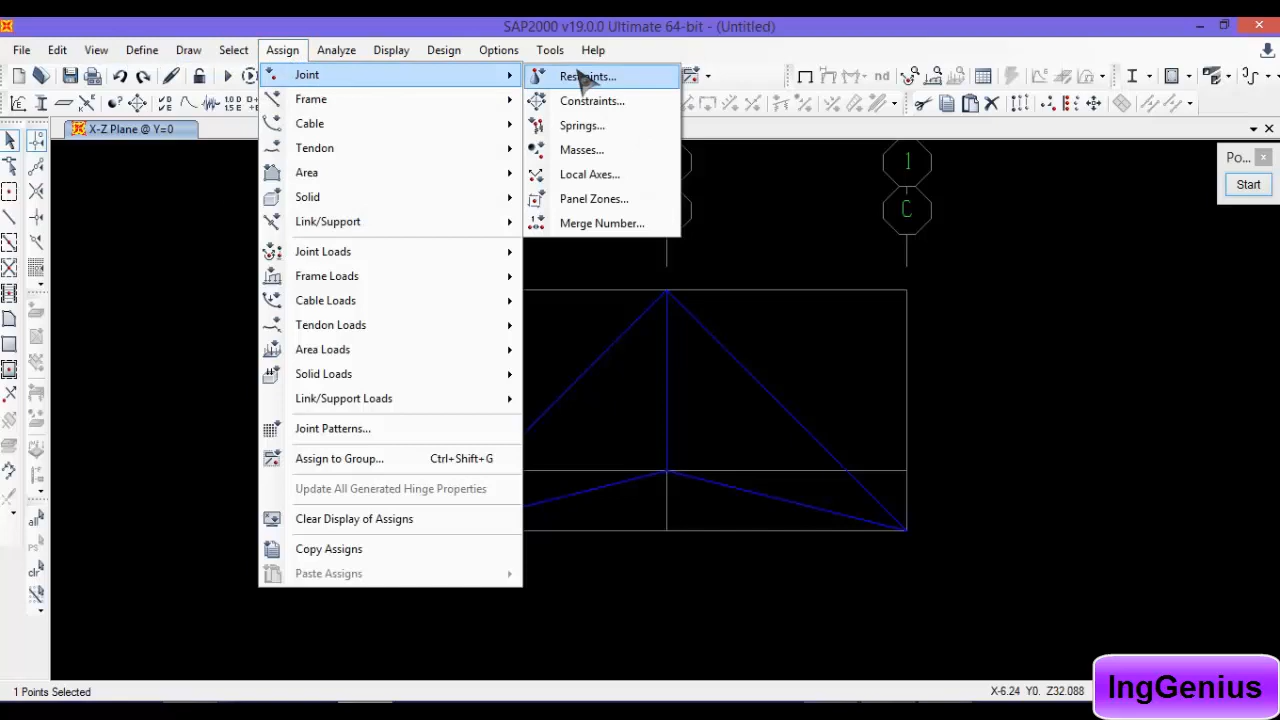 SAP2000 v19.0.0 Ultimate 64-bit - (Untitled)
File Edit View Define Draw Select Assign Analyze Display Design Options Tools Help
X-Z Plane @ Y=0
Joint
Frame
Cable
Tendon
Area
Solid
Link/Support
Joint Loads
Frame Loads
Cable Loads
Tendon Loads
Area Loads
Solid Loads
Link/Support Loads
Joint Patterns...
Assign to Group... Ctrl+Shift+G
Update All Generated Hinge Properties
Clear Display of Assigns
Copy Assigns
Paste Assigns
Restraints...
Constraints...
Springs...
Masses...
Local Axes...
Panel Zones...
Merge Number...
nd
1
C
Po...
Start
all
PS
clr
1 Points Selected
X-6.24 Y0. Z32.088
IngGenius